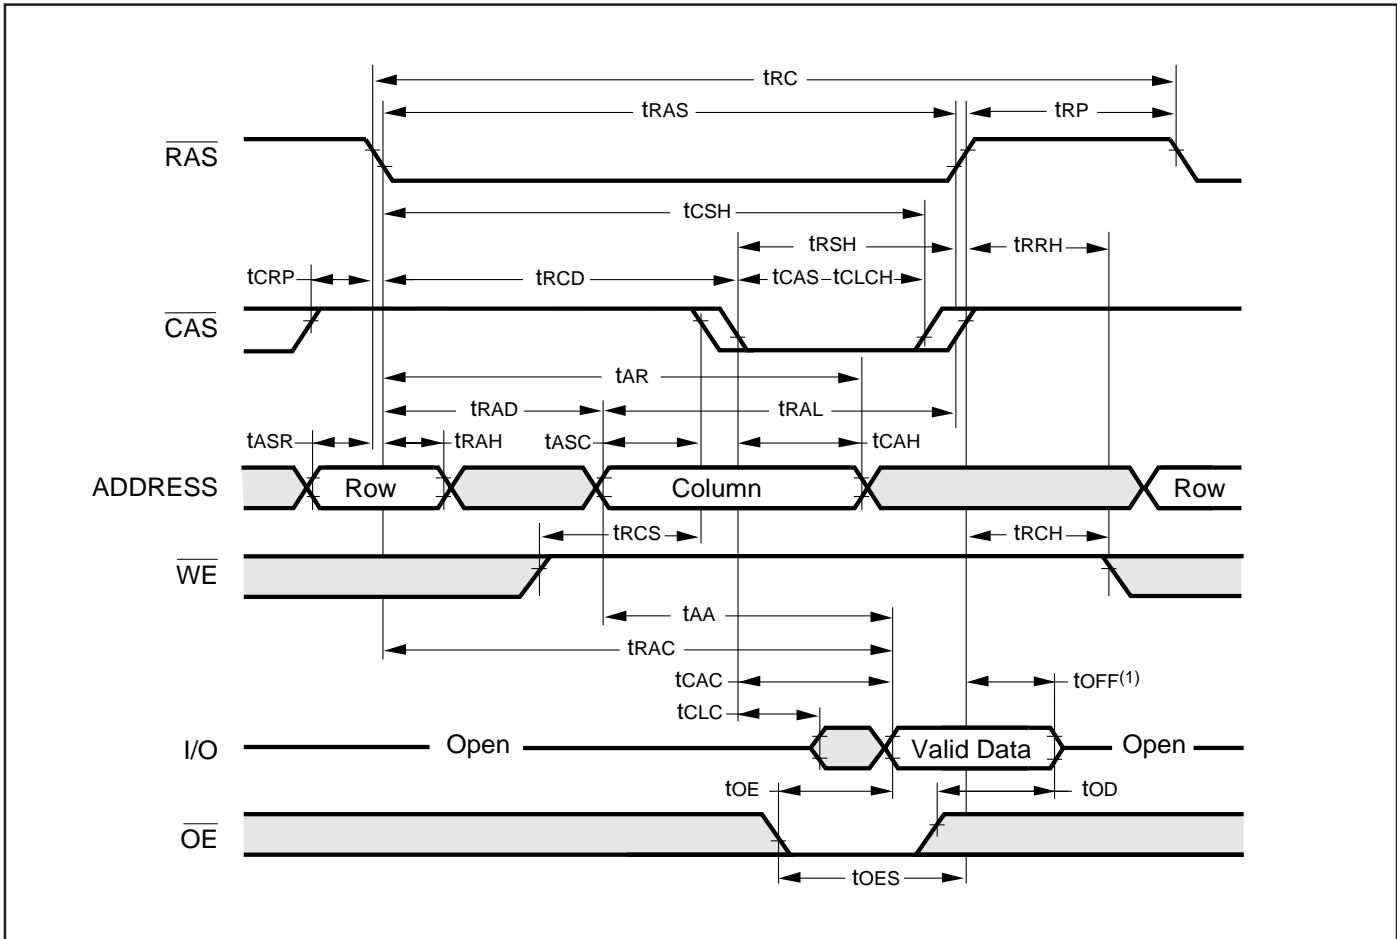 tRC
tRAS
tRP
RAS
tCSH
tRSH
tRRH
tCRP
tRCD
tCAS
tCLCH
CAS
tAR
tRAD
tRAL
tASR
tRAH
tASC
tCAH
ADDRESS
Row
Column
Row
tRCS
tRCH
WE
tAA
tRAC
tCAC
tOFF(1)
tCLC
I/O
Open
Valid Data
Open
tOE
tOD
OE
tOES